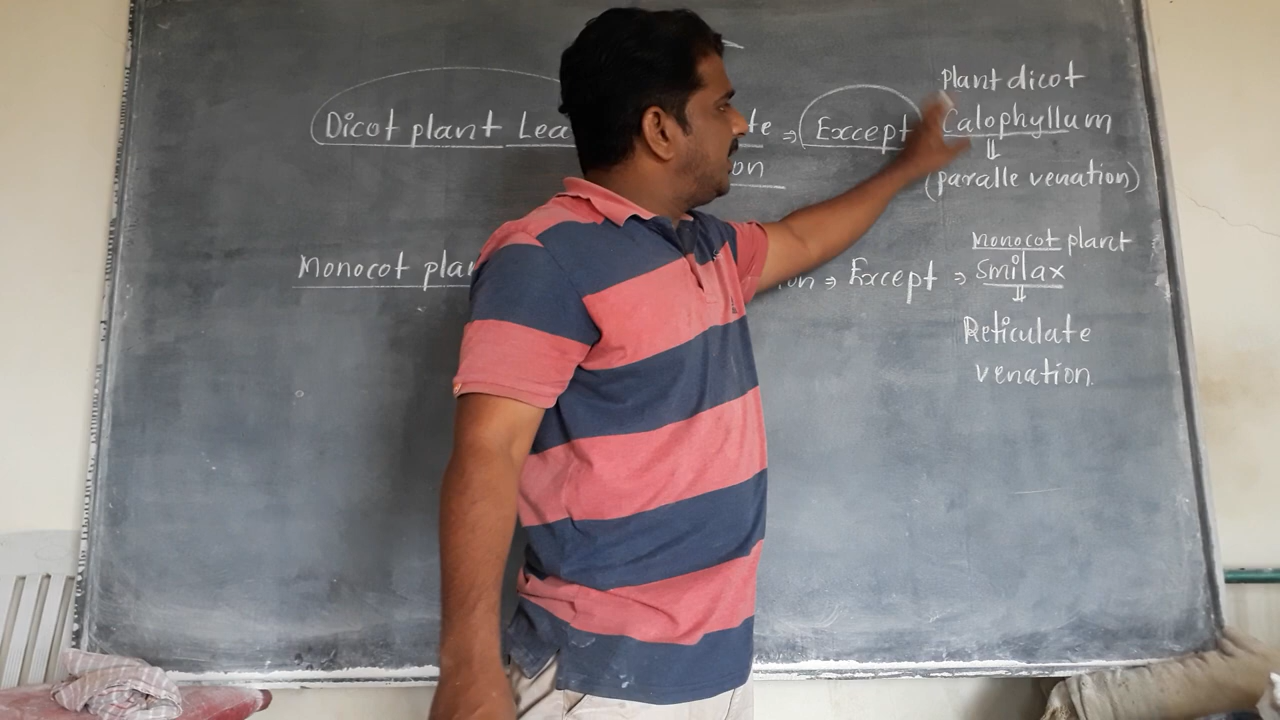 Plant dicot
Dicot plant Lea te ⇒ Except Calophyllum
on ⇓
(paralle venation)
monocot plant
Monocot plan on ⇒ Except ⇒ Smilax
⇓
Reticulate
venation.